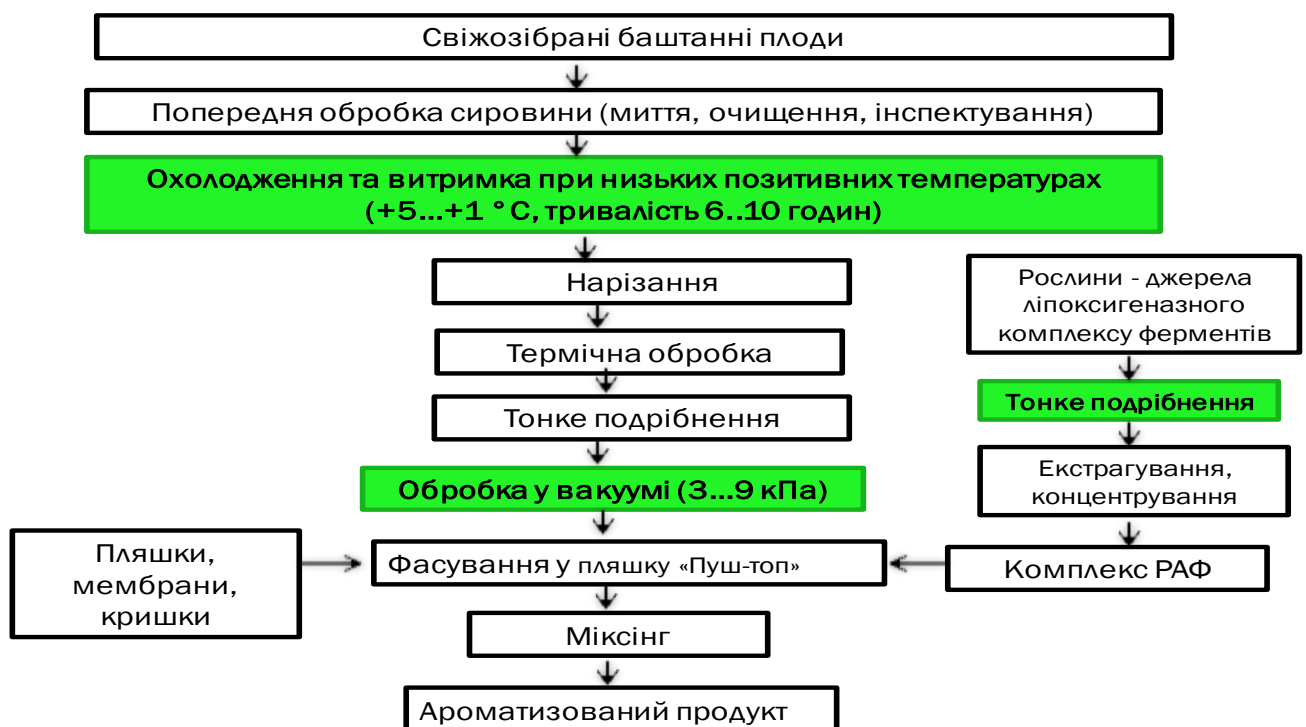 Свіжозібрані баштанні плоди
Попередня обробка сировини (миття, очищення, інспектування)
Охолодження та витримка при низьких позитивних температурах
(+5...+1 °С, тривалість 6..10 годин)
Нарізання
Термічна обробка
Тонке подрібнення
Обробка у вакуумі (3...9 кПа)
Рослини - джерела
ліпоксигеназного
комплексу ферментів
Тонке подрібнення
Екстрагування,
концентрування
Комплекс РАФ
Пляшки,
мембрани,
кришки
Фасування у пляшку «Пуш-топ»
Міксінг
Ароматизований продукт